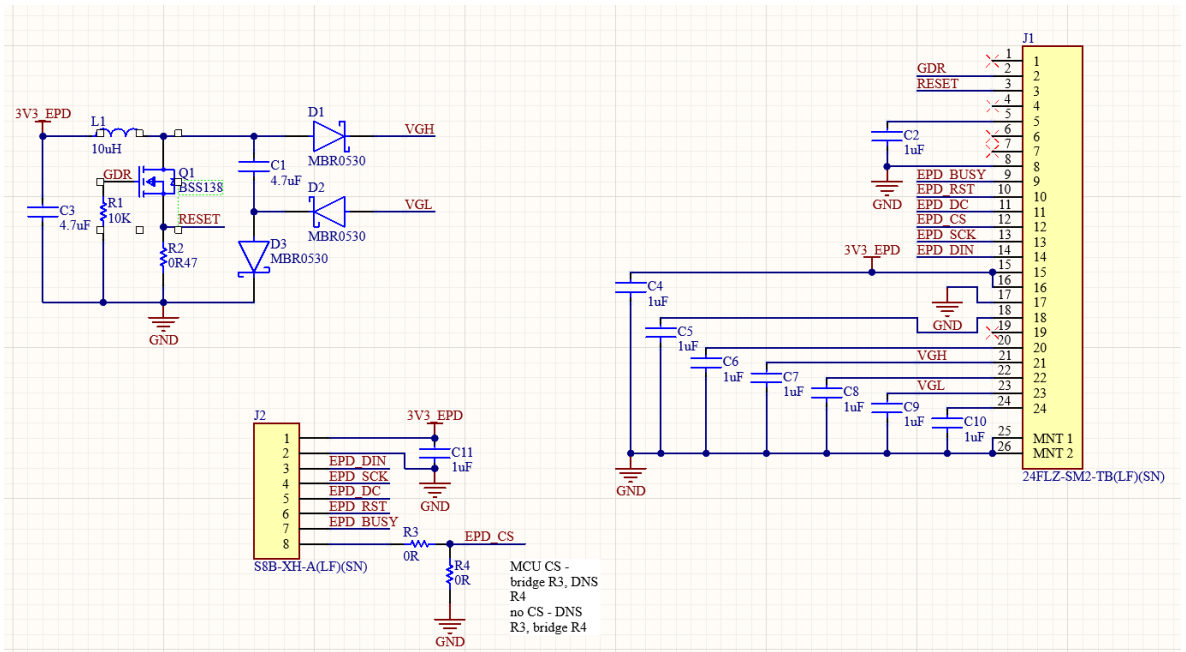 3V3_EPD
L1
10uH
D1
VGH
MBR0530
GDR
Q1
BSS138
C1
4.7uF
D2
VGL
MBR0530
R1
10K
C3
4.7uF
RESET
R2
0R47
D3
MBR0530
GND
J1
1 1
GDR 2 2
RESET 3 3
4 4
5 5
C2
1uF
6 6
7 7
8 8
GND
EPD_BUSY 9 9
EPD_RST 10 10
EPD_DC 11 11
EPD_CS 12 12
EPD_SCK 13 13
EPD_DIN 14 14
3V3_EPD
15 15
16 16
17 17
GND
18 18
19 19
20 20
VGH 21 21
22 22
VGL 23 23
24 24
25 MNT 1
26 MNT 2
C4
1uF
C5
1uF
C6
1uF
C7
1uF
C8
1uF
C9
1uF
C10
1uF
GND
24FLZ-SM2-TB(LF)(SN)
J2
3V3_EPD
1
2
C11
1uF
3 EPD_DIN
4 EPD_SCK
5 EPD_DC
6 EPD_RST
7 EPD_BUSY
8
GND
R3
0R
EPD_CS
R4
0R
GND
S8B-XH-A(LF)(SN)
MCU CS -
bridge R3, DNS
R4
no CS - DNS
R3, bridge R4